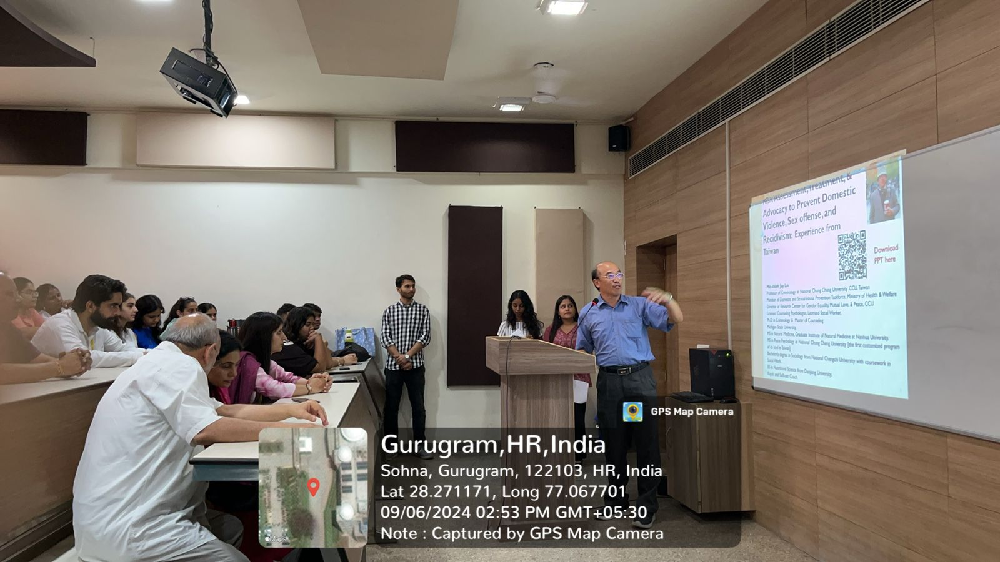 Risk Assessment, Treatment, &
Advocacy to Prevent Domestic
Violence, Sex offense, and
Recidivism: Experience from
Taiwan
Download
PPT here
Min-chieh Jay Lin
Professor of Criminology at National Chung Cheng University CCU, Taiwan
Member of Domestic and Sexual Abuse Prevention Taskforce, Ministry of Health & Welfare
Director of Research Center for Gender Equality, Mutual Love, & Peace, CCU
Licensed Counseling Psychologist, Licensed Social Worker,
Ph.D. in Criminology & Master of Counseling
Michigan State University,
MS in Natural Medicine, Graduate Institute of Natural Medicine at Nanhua University,
MS in Peace Psychology at National Chung Cheng University (the first customized program
of its kind in Taiwan)
Bachelor's degree in Sociology from National Chengchi University with coursework in
Social Work,
BS in Nutritional Science from University.
Kayak and Sailboat Coach
GPS Map Camera
Gurugram,HR,India
Sohna, Gurugram, 122103, HR, India
Lat 28.271171, Long 77.067701
09/06/2024 02:53 PM GMT+05:30
Note : Captured by GPS Map Camera
Maps